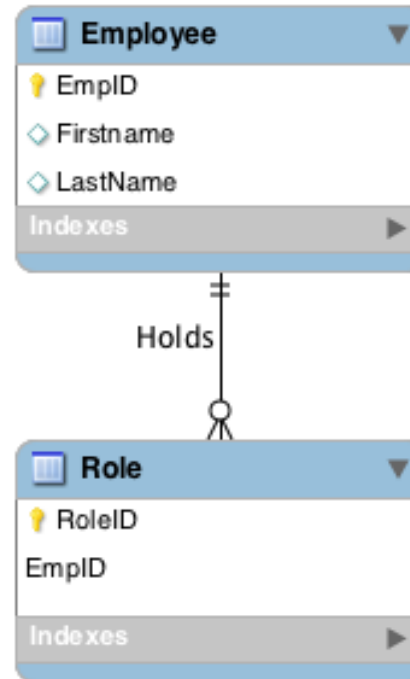 Employee
EmpID
Firstname
LastName
Indexes
Holds
Role
RoleID
EmpID
Indexes